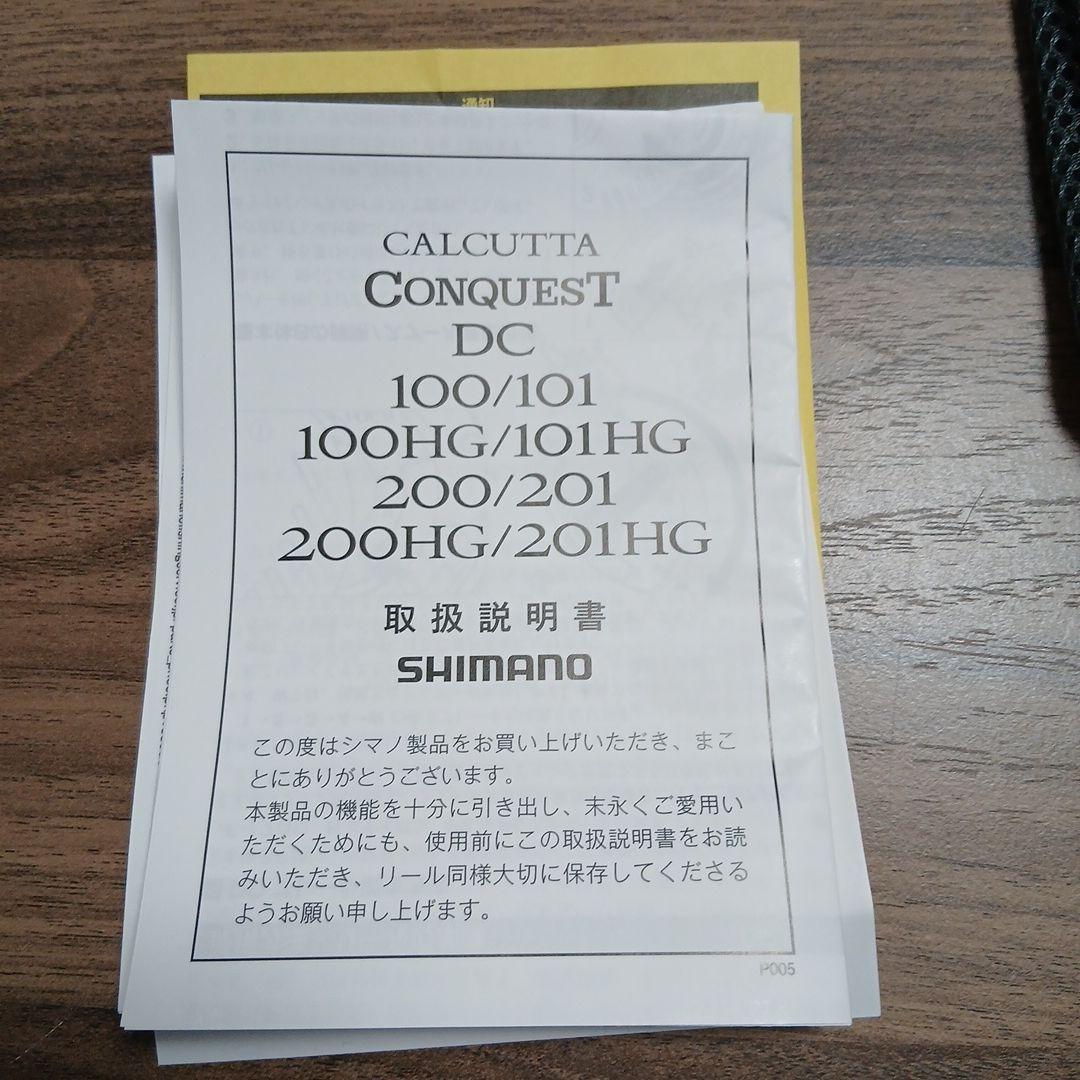 通知
CALCUTTA
CONQUEST
DC
100/101
100HG/101HG
200/201
200HG/201HG
取扱説明書
SHIMANO
この度はシマノ製品をお買い上げいただき、まこ
とにありがとうございます。
本製品の機能を十分に引き出し、末永くご愛用い
ただくためにも、使用前にこの取扱説明書をお読
みいただき、リール同様大切に保存してくださる
ようお願い申し上げます。
P005